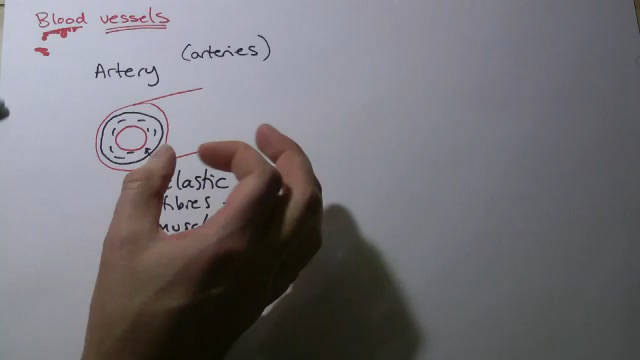 Blood vessels
(arteries)
Artery
elastic
fibres